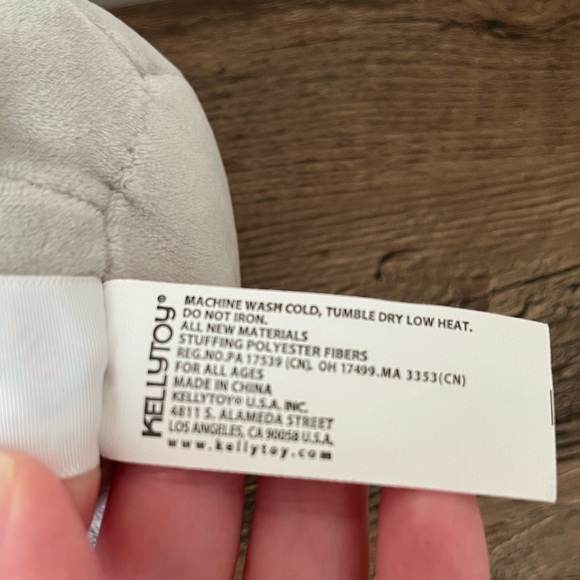 KELLYTOY®
MACHINE WASH COLD, TUMBLE DRY LOW HEAT.
DO NOT IRON.
ALL NEW MATERIALS
STUFFING POLYESTER FIBERS
REG.NO.PA 17539 (CN). OH 17499.MA 3353(CN)
FOR ALL AGES
MADE IN CHINA
KELLYTOY® U.S.A. INC.
4811 S. ALAMEDA STREET
LOS ANGELES, CA 90058 U.S.A.
www.kellytoy.com